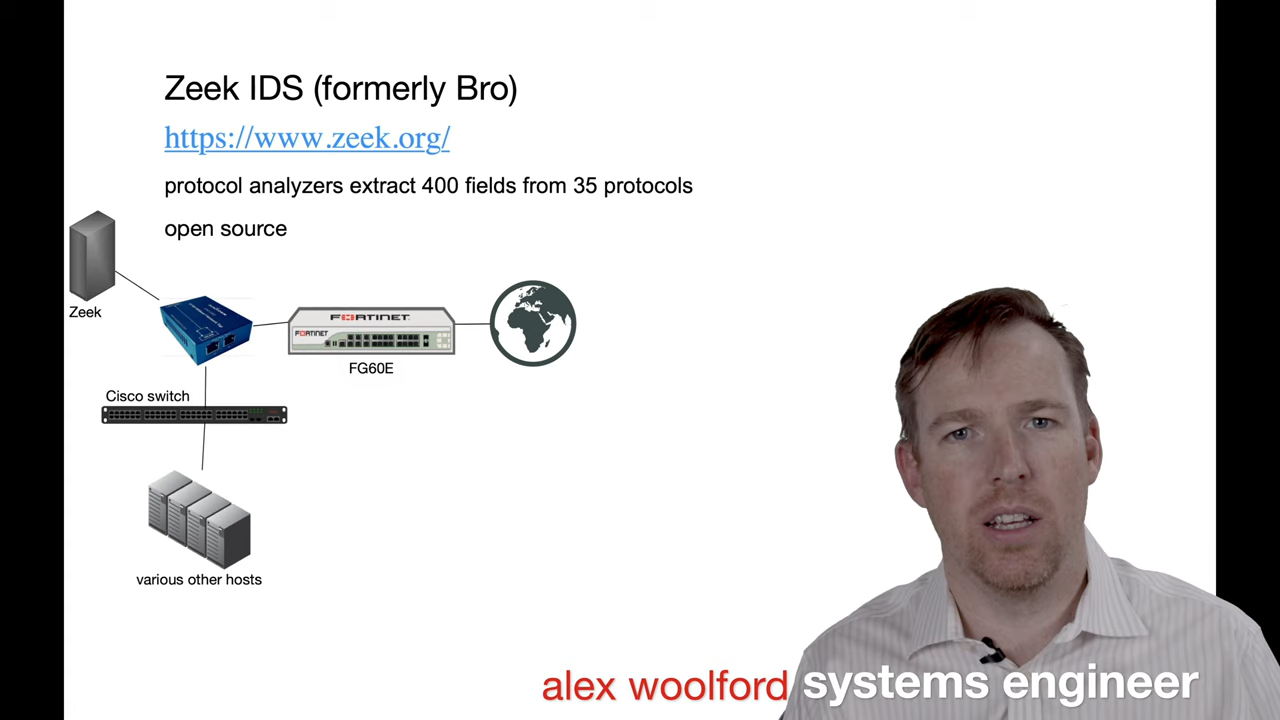 Zeek IDS (formerly Bro)
https://www.zeek.org/
protocol analyzers extract 400 fields from 35 protocols
open source
Zeek
FORTINET
FORTINET
FG60E
Cisco switch
various other hosts
alex woolford systems engineer